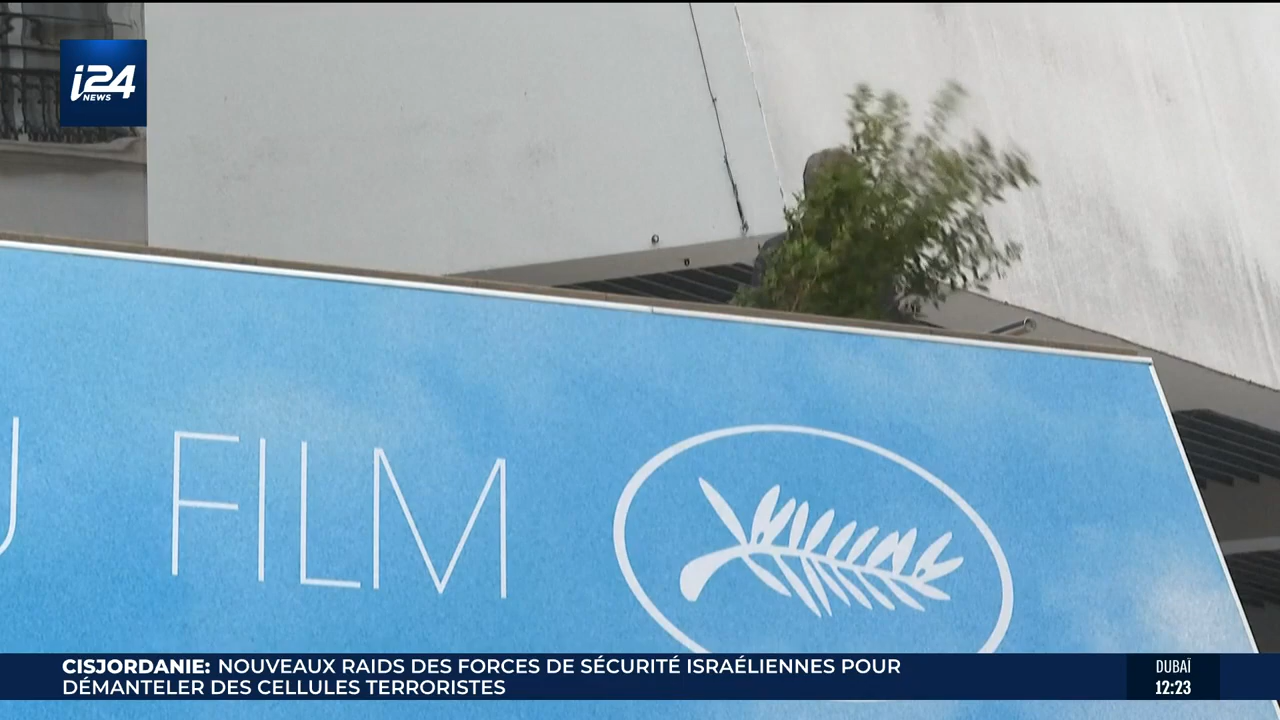 i24
NEWS
U FILM
CISJORDANIE: NOUVEAUX RAIDS DES FORCES DE SÉCURITÉ ISRAÉLIENNES POUR
DÉMANTELER DES CELLULES TERRORISTES
DUBAÏ
12:23